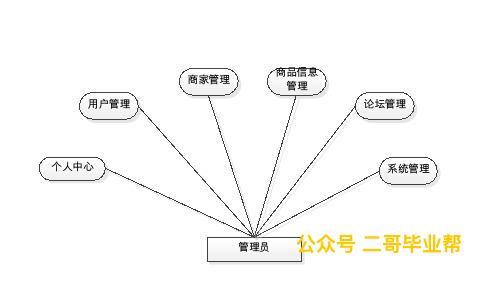 商家管理
商品信息
管理
用户管理
论坛管理
个人中心
系统管理
管理员
公众号 二哥毕业帮